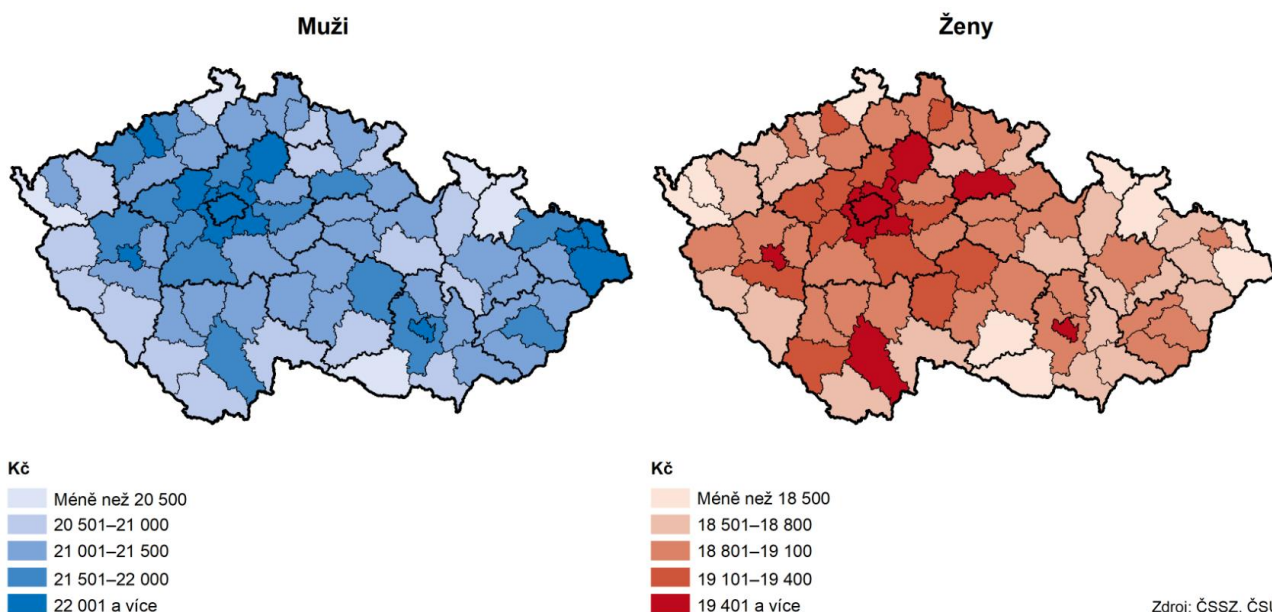 Muži
Ženy
Kč
Méně než 20 500
20 501–21 000
21 001–21 500
21 501–22 000
22 001 a více
Kč
Méně než 18 500
18 501–18 800
18 801–19 100
19 101–19 400
19 401 a více
Zdroj: ČSSZ,